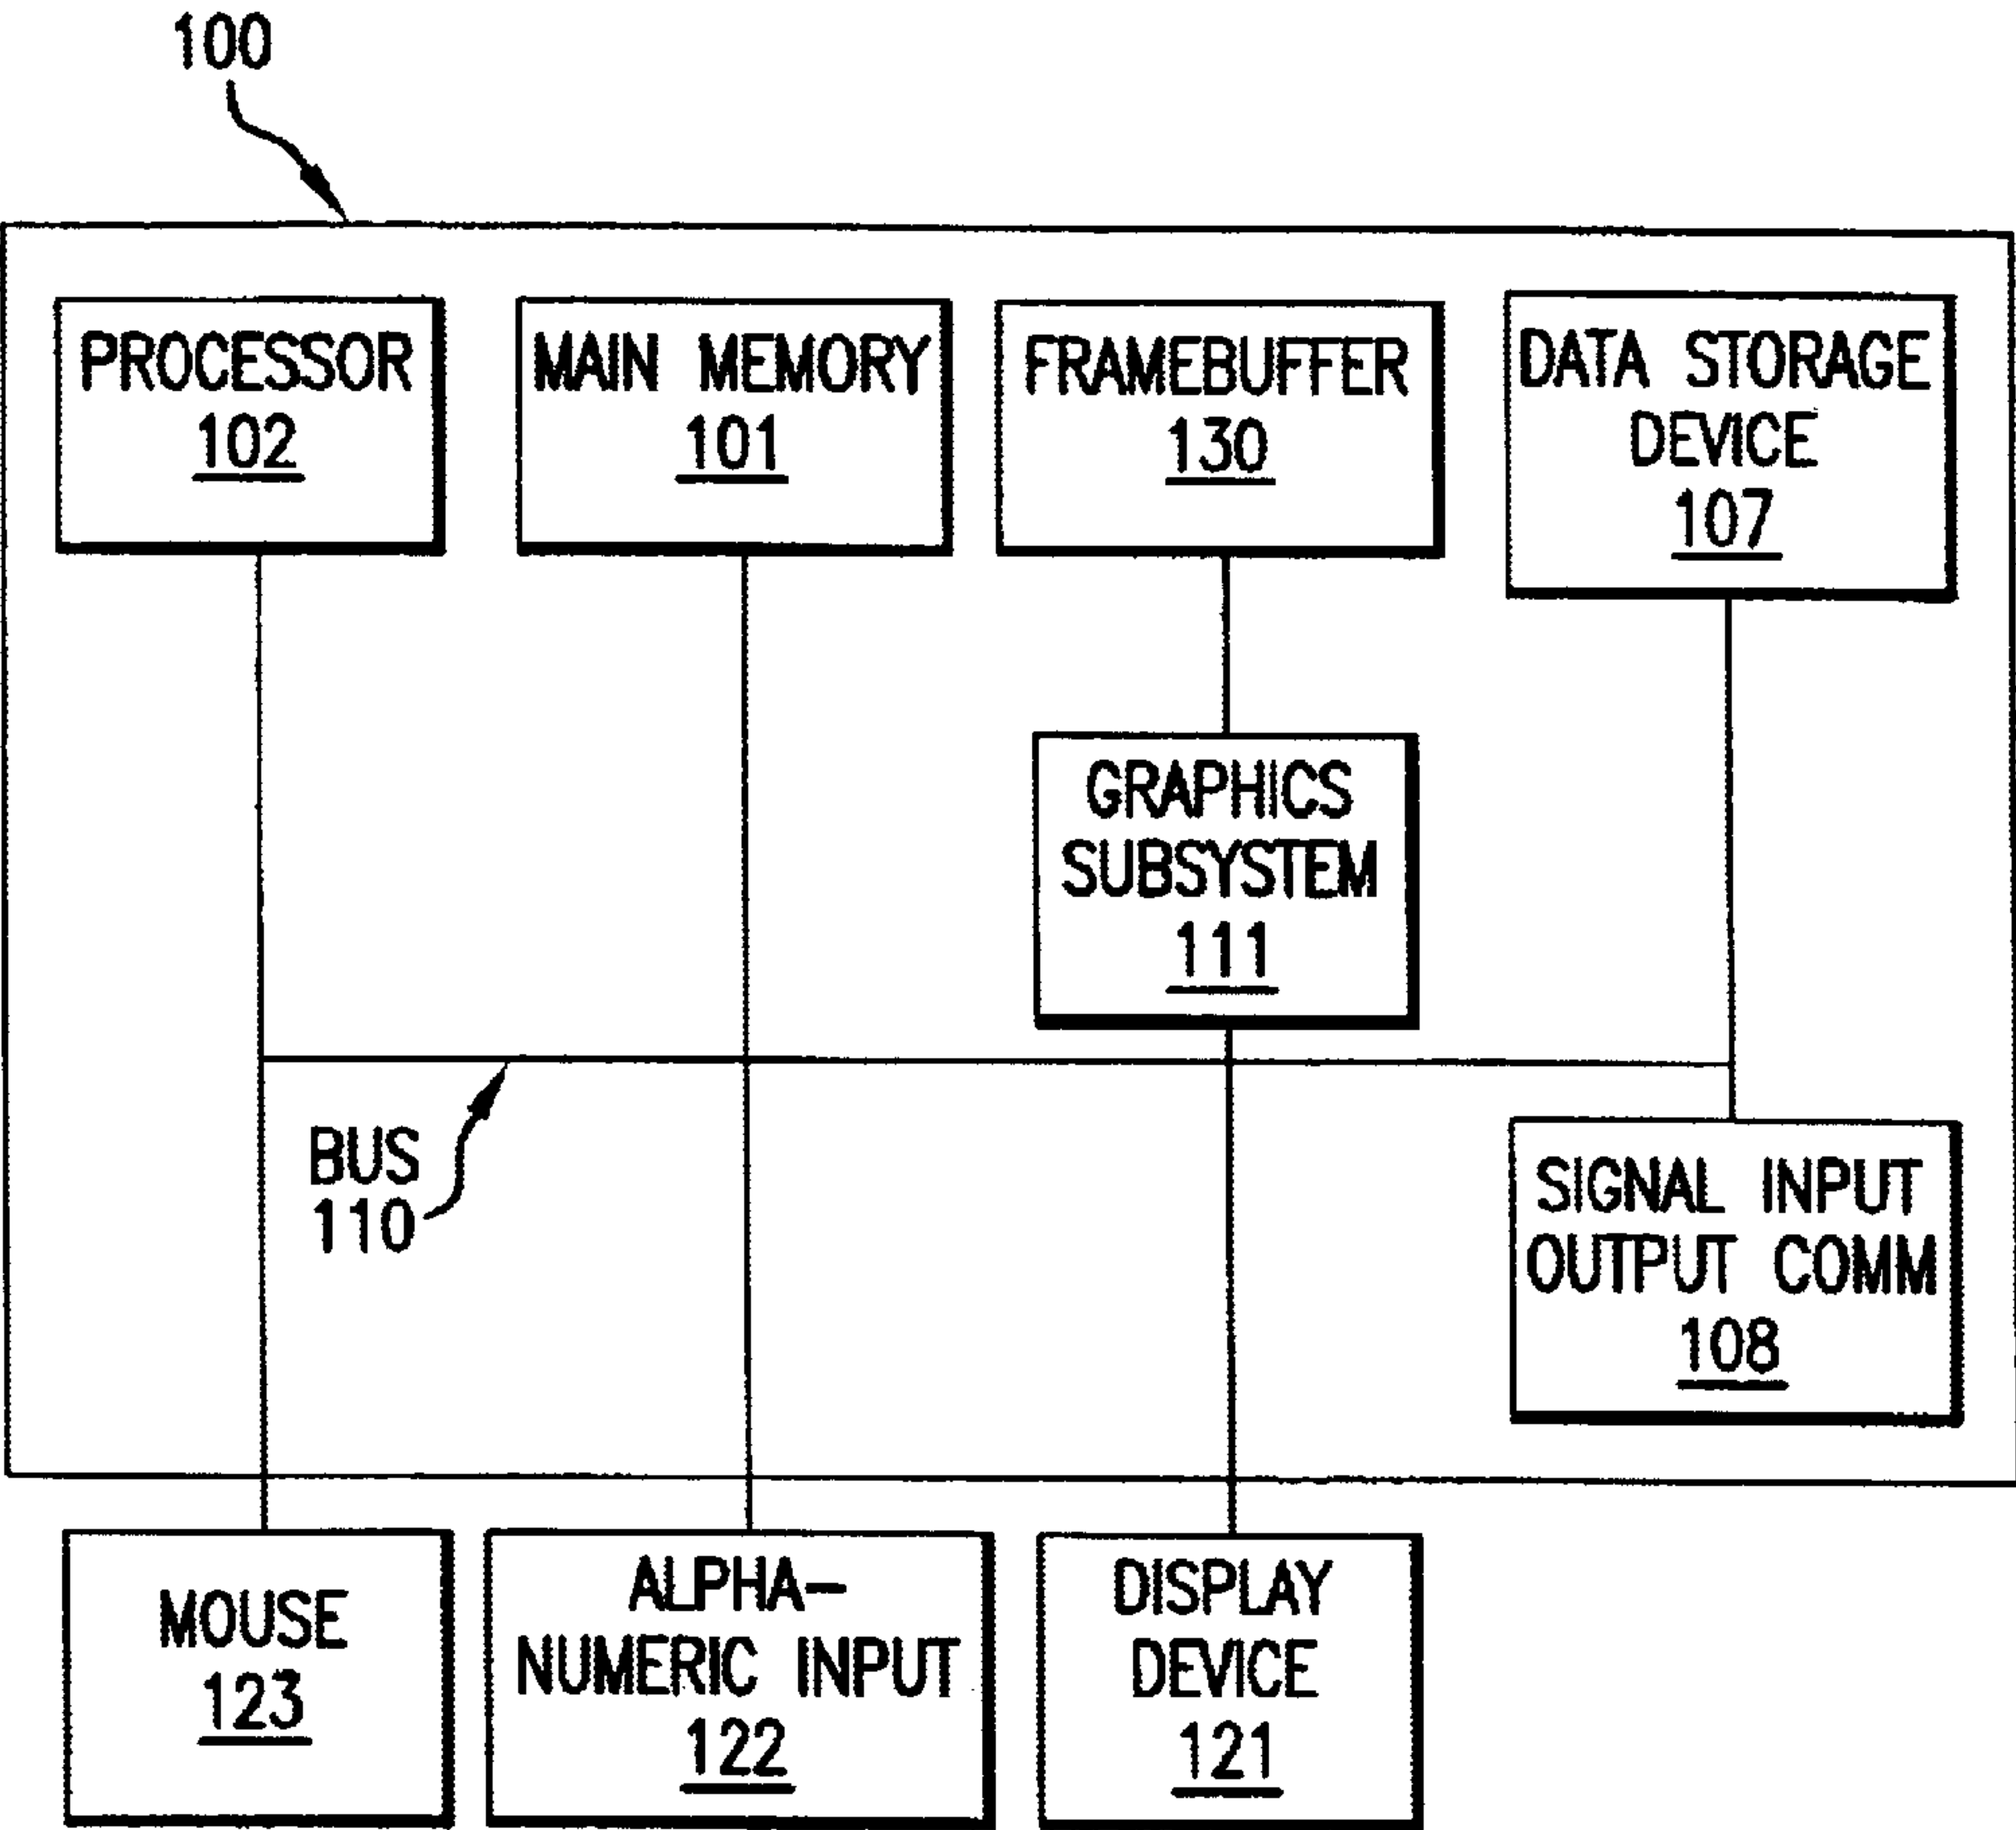 100
PROCESSOR
102
MAIN MEMORY
101
FRAMEBUFFER
130
DATA STORAGE
DEVICE
107
GRAPHICS
SUBSYSTEM
111
BUS
110
SIGNAL INPUT
OUTPUT COMM
108
MOUSE
123
ALPHA-
NUMERIC INPUT
122
DISPLAY
DEVICE
121